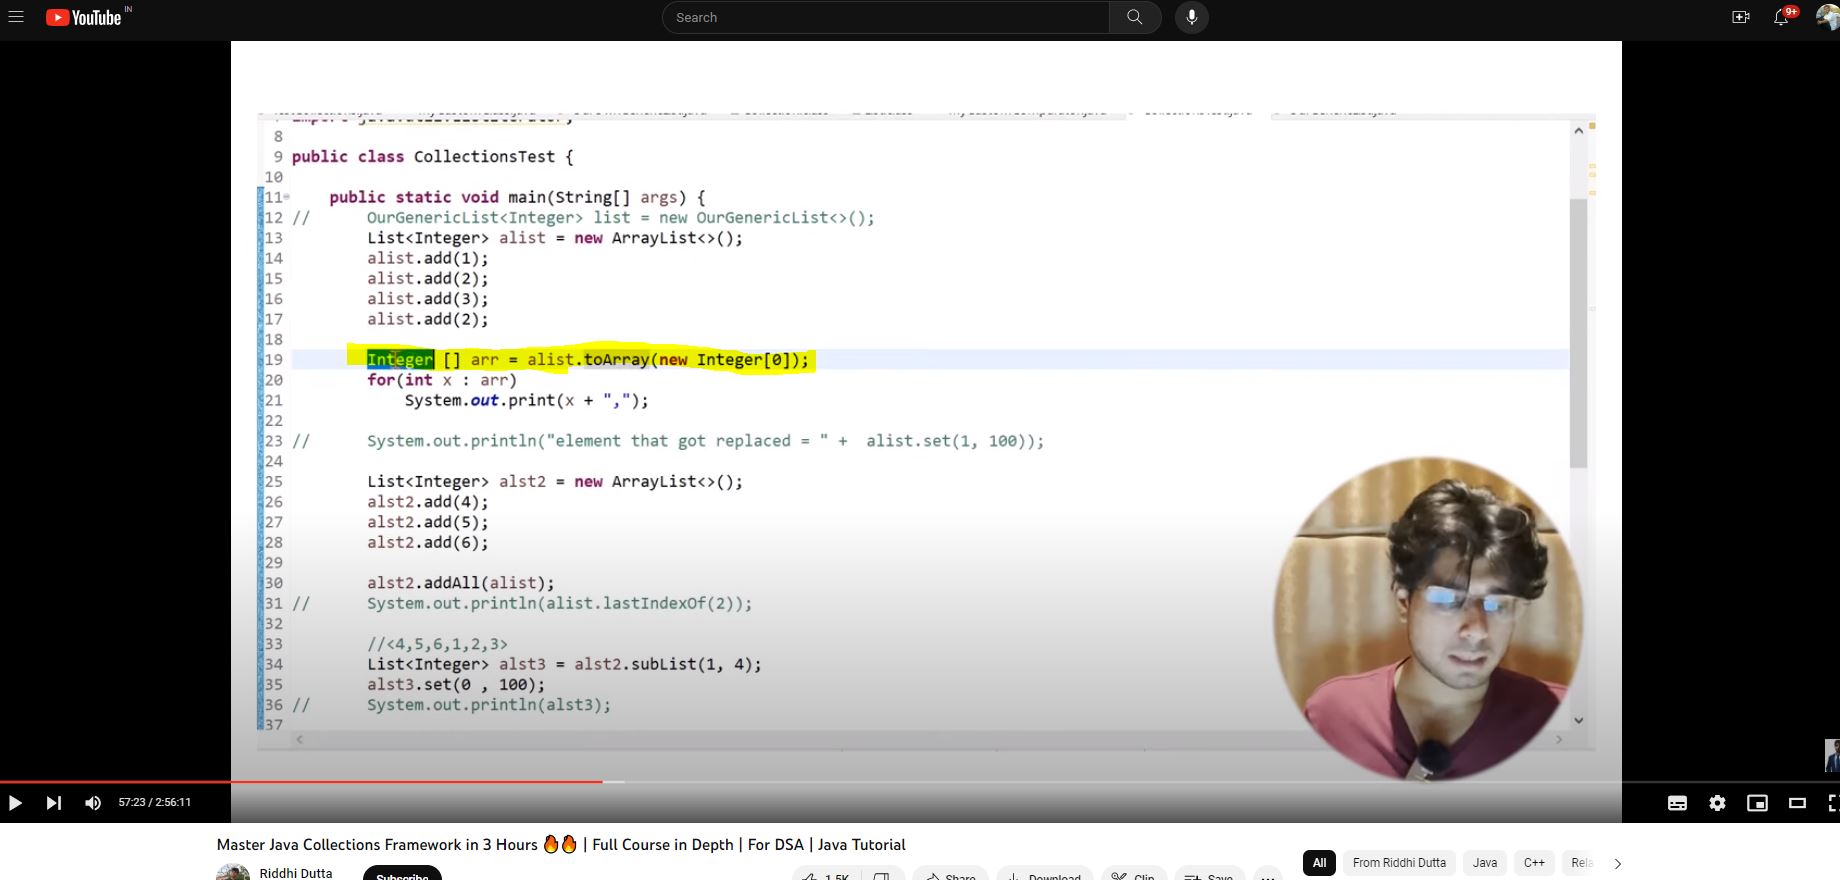 YouTube IN
Search
9+
8
9 public class CollectionsTest {
10
11 public static void main(String[] args) {
12 // OurGenericList<Integer> list = new OurGenericList<>();
13 List<Integer> alist = new ArrayList<>();
14 alist.add(1);
15 alist.add(2);
16 alist.add(3);
17 alist.add(2);
18
19 Integer [] arr = alist.toArray(new Integer[0]);
20 for(int x : arr)
21 System.out.print(x + ",");
22
23 // System.out.println("element that got replaced = " + alist.set(1, 100));
24
25 List<Integer> alst2 = new ArrayList<>();
26 alst2.add(4);
27 alst2.add(5);
28 alst2.add(6);
29
30 alst2.addAll(alist);
31 // System.out.println(alist.lastIndexOf(2));
32
33 //<4,5,6,1,2,3>
34 List<Integer> alst3 = alst2.subList(1, 4);
35 alst3.set(0 , 100);
36 // System.out.println(alst3);
37
57:23 / 2:56:11
Master Java Collections Framework in 3 Hours 🔥🔥 | Full Course in Depth | For DSA | Java Tutorial
All From Riddhi Dutta Java C++ Rela
Riddhi Dutta
Subscribe 1.5K Share Download Clip Save